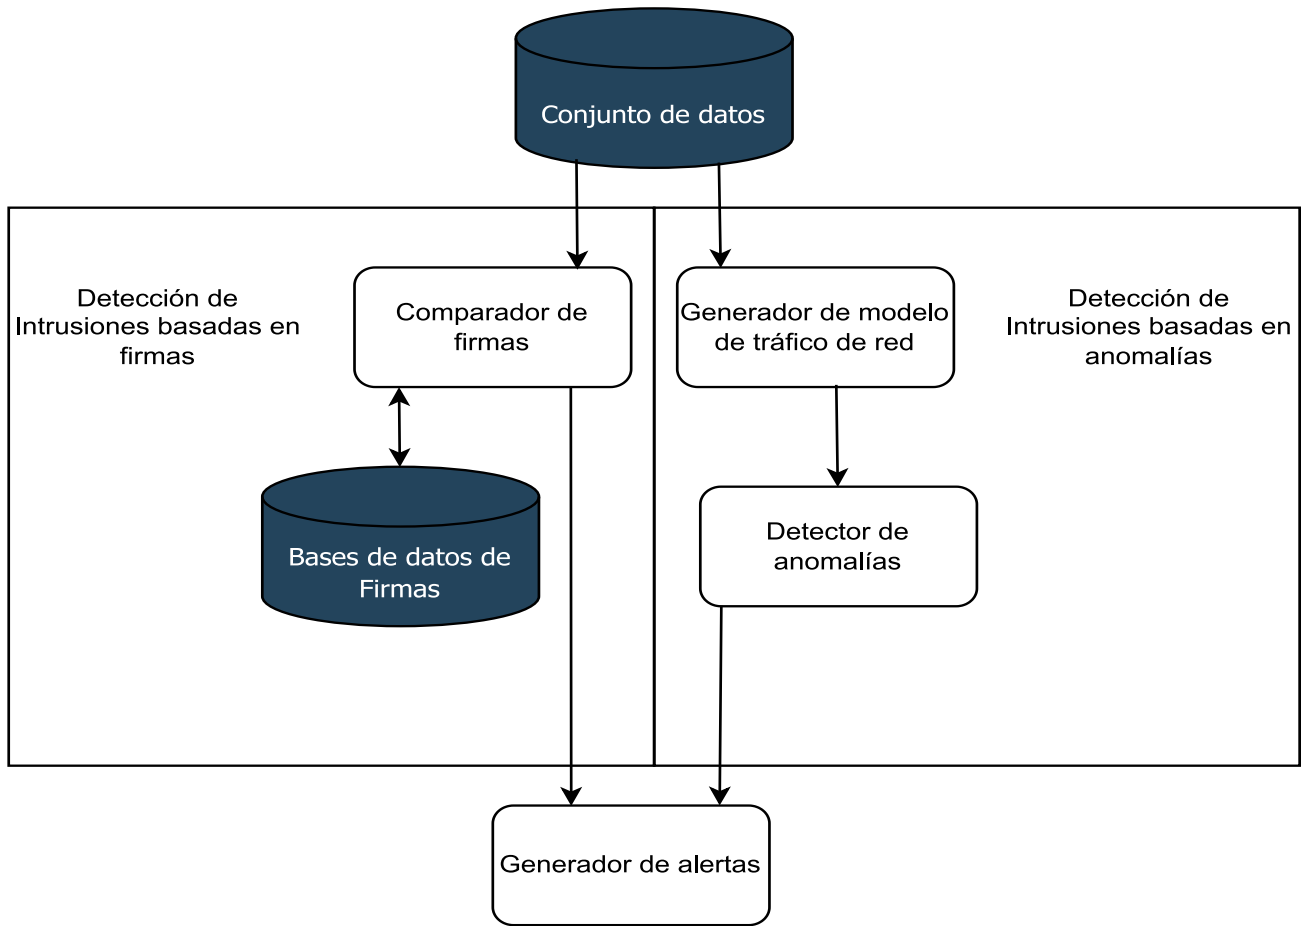 Conjunto de datos
Detección de
Intrusiones basadas en
firmas
Comparador de
firmas
Generador de modelo
de tráfico de red
Detección de
Intrusiones basadas en
anomalías
Bases de datos de
Firmas
Detector de
anomalías
Generador de alertas